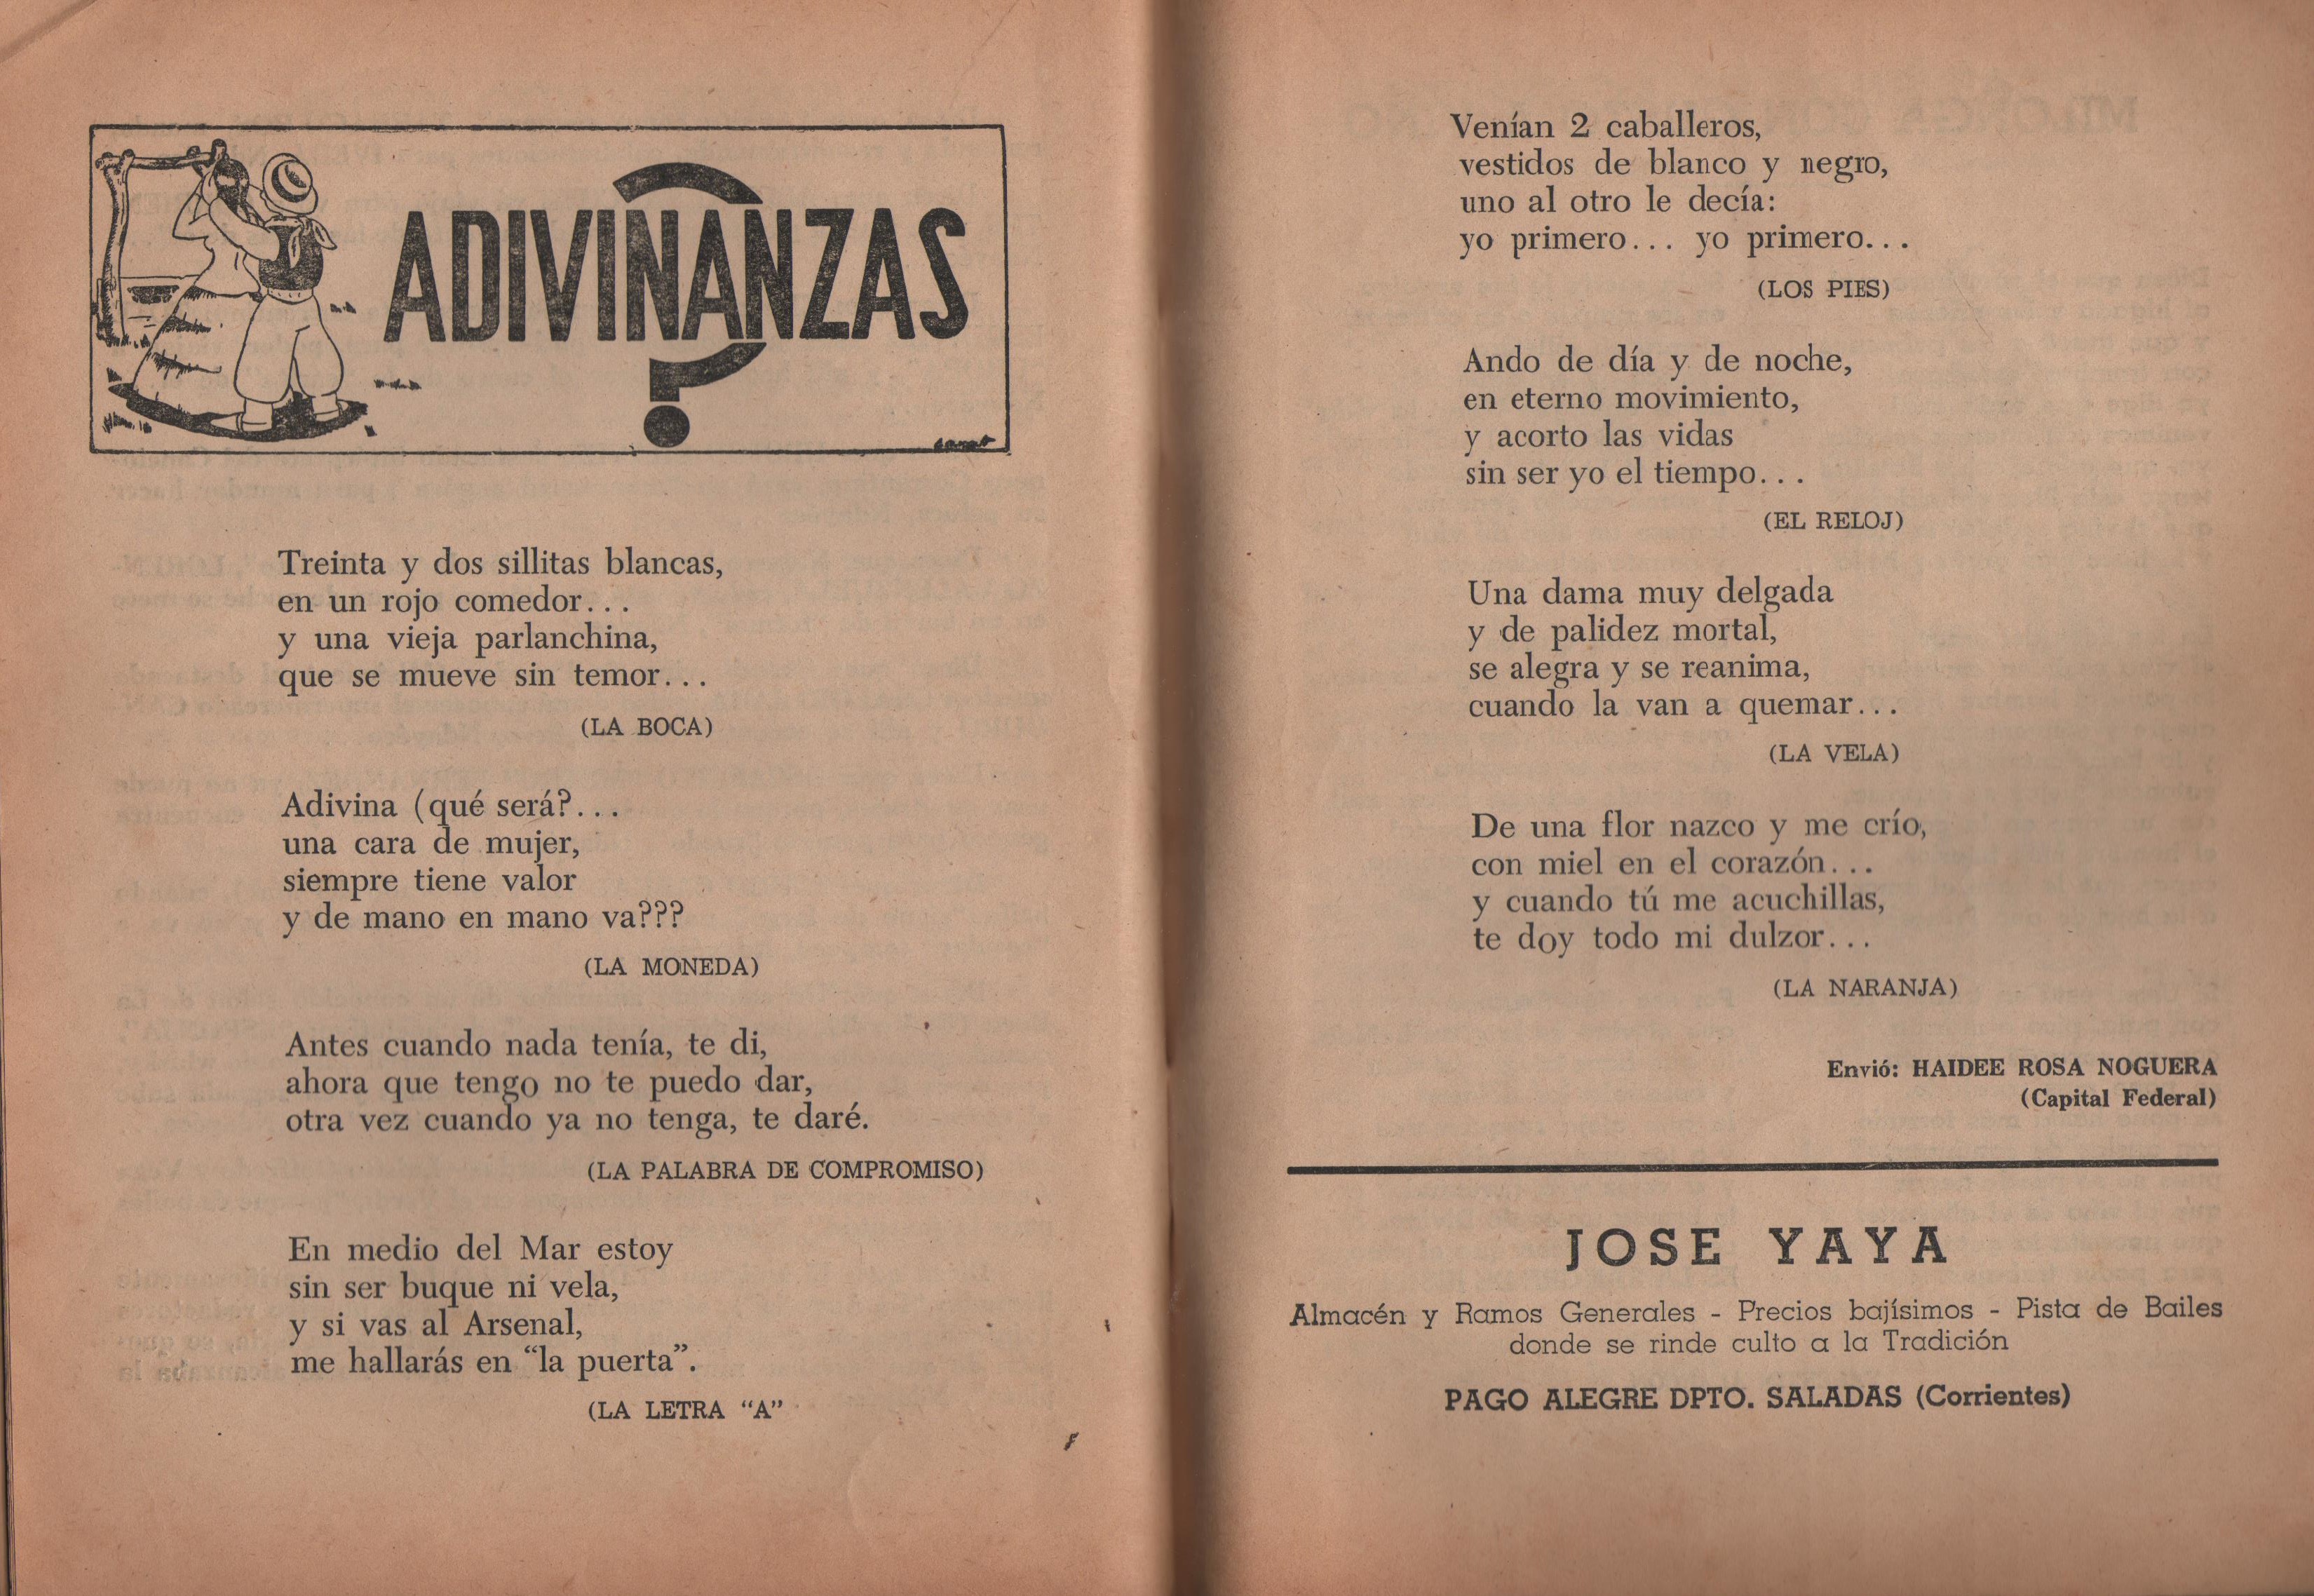 ADIVINANZAS
?
Treinta y dos sillitas blancas,
en un rojo comedor...
y una vieja parlanchina,
que se mueve sin temor...
(LA BOCA)
Adivina (qué será?...
una cara de mujer,
siempre tiene valor
y de mano en mano va???
(LA MONEDA)
Antes cuando nada tenía, te di,
ahora que tengo no te puedo dar,
otra vez cuando ya no tenga, te daré.
(LA PALABRA DE COMPROMISO)
En medio del Mar estoy
sin ser buque ni vela,
y si vas al Arsenal,
me hallarás en “la puerta”.
(LA LETRA “A”
Venían 2 caballeros,
vestidos de blanco y negro,
uno al otro le decía:
yo primero... yo primero...
(LOS PIES)
Ando de día y de noche,
en eterno movimiento,
y acorto las vidas
sin ser yo el tiempo...
(EL RELOJ)
Una dama muy delgada
y de palidez mortal,
se alegra y se reanima,
cuando la van a quemar...
(LA VELA)
De una flor nazco y me crío,
con miel en el corazón...
y cuando tú me acuchillas,
te doy todo mi dulzor...
(LA NARANJA)
Envió: HAIDEE ROSA NOGUERA
(Capital Federal)
JOSE YAYA
Almacén y Ramos Generales - Precios bajísimos - Pista de Bailes
donde se rinde culto a la Tradición
PAGO ALEGRE DPTO. SALADAS (Corrientes)